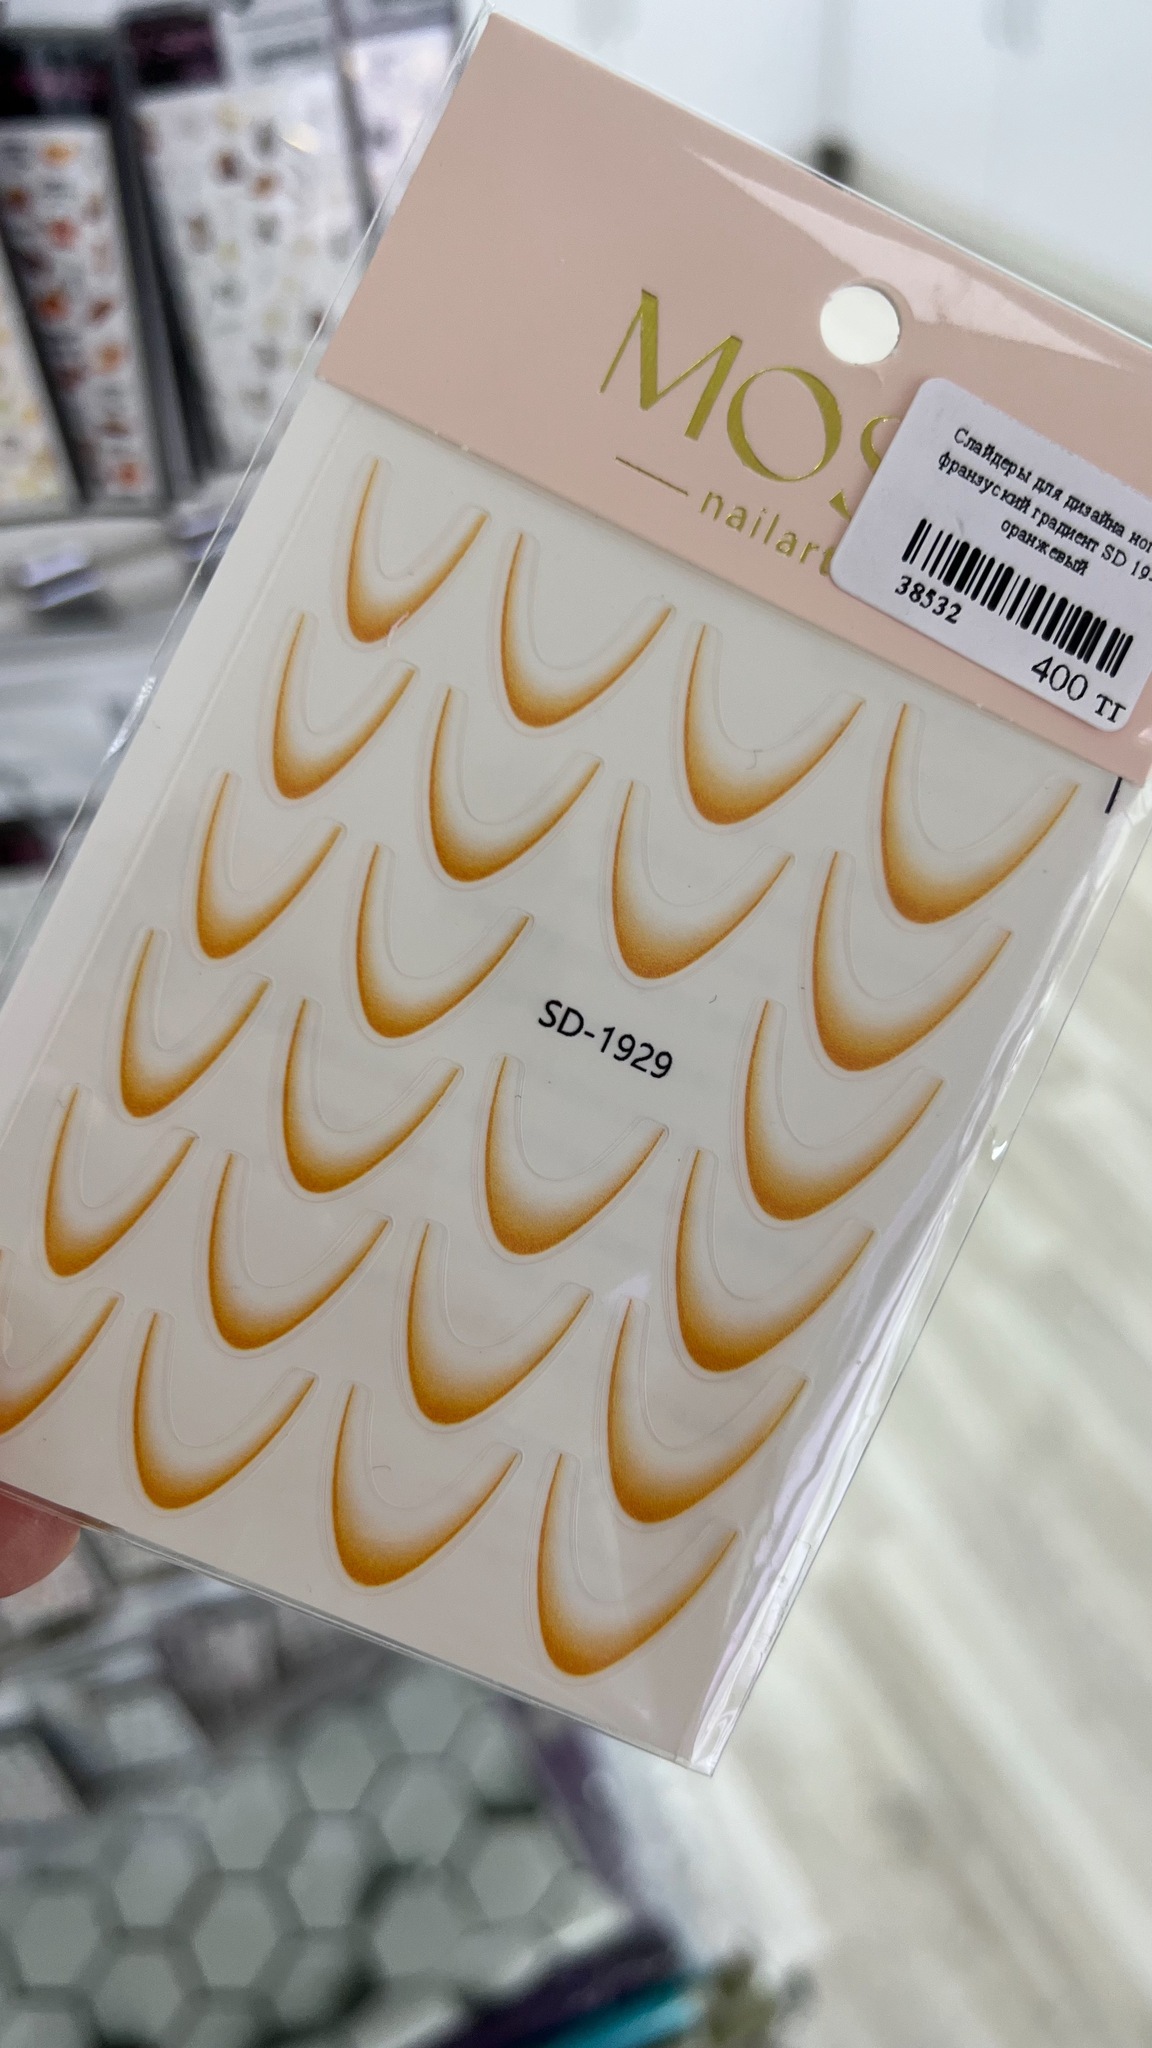 MOS
nailart
Слайдеры для дизайна ног
французский градиент SD 19
оранжевый
38532
400 тг
SD-1929